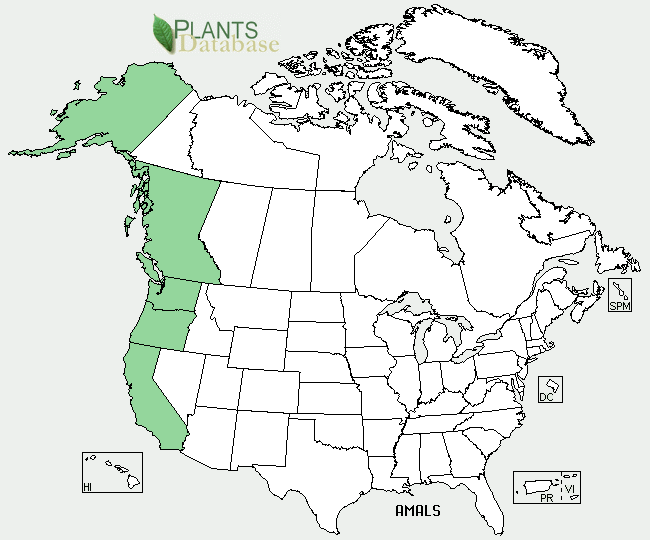 PLANTS
Database
SPM
DC
HI
PR
VI
AMALS